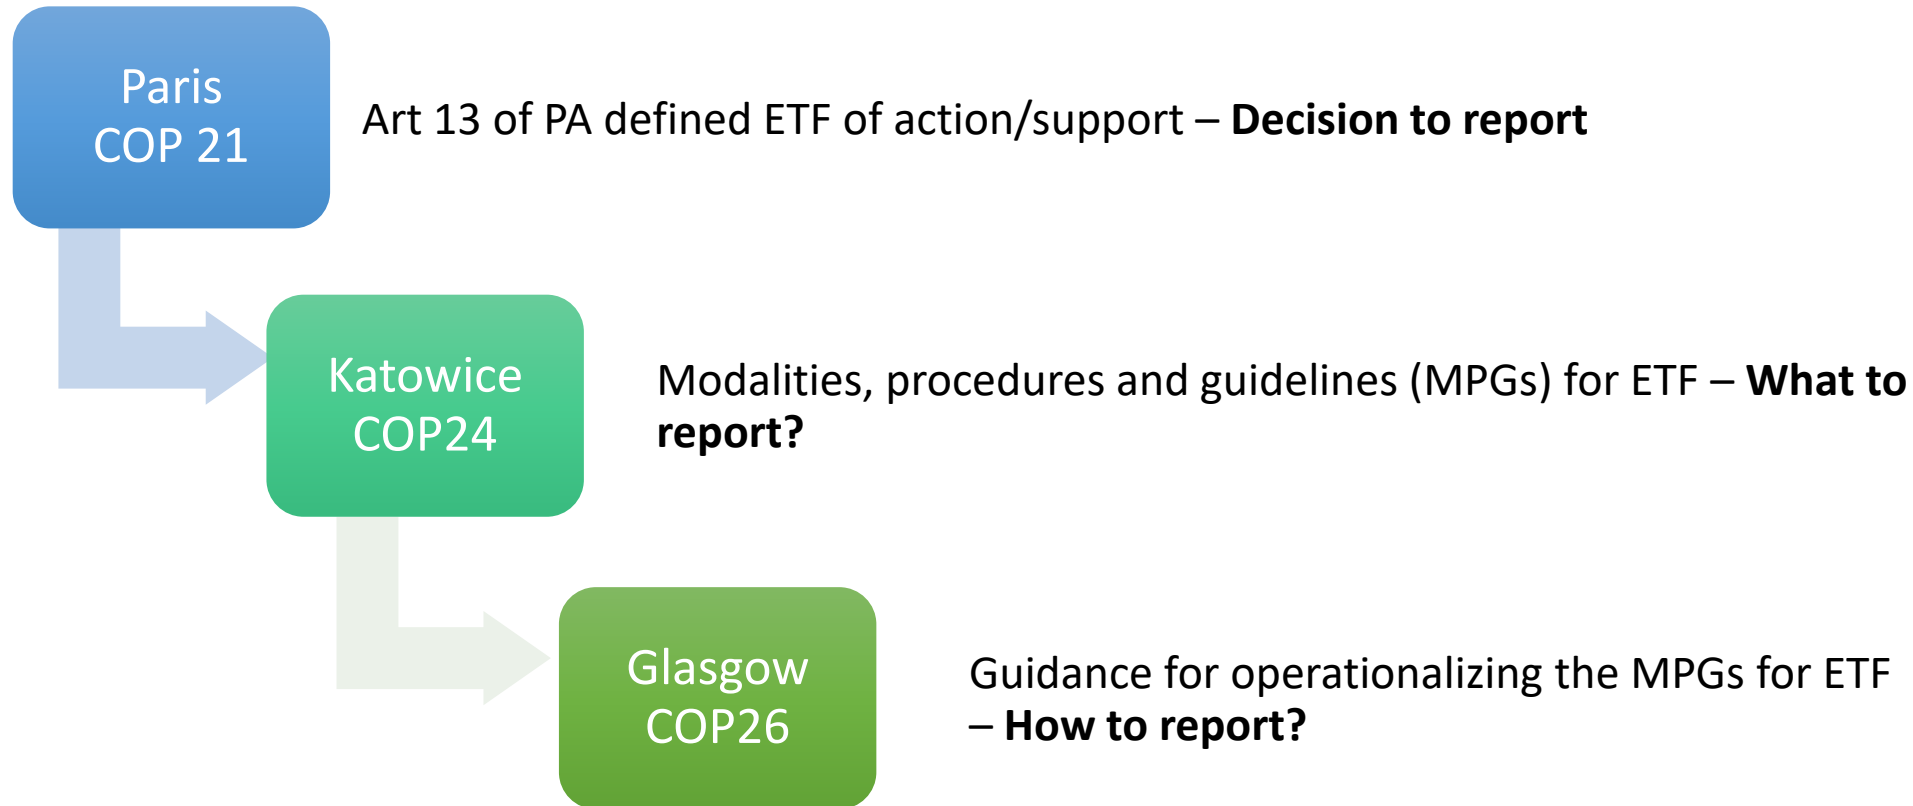 Paris
COP 21
Art 13 of PA defined ETF of action/support – Decision to report
Katowice
COP24
Modalities, procedures and guidelines (MPGs) for ETF – What to
report?
Glasgow
COP26
Guidance for operationalizing the MPGs for ETF
– How to report?